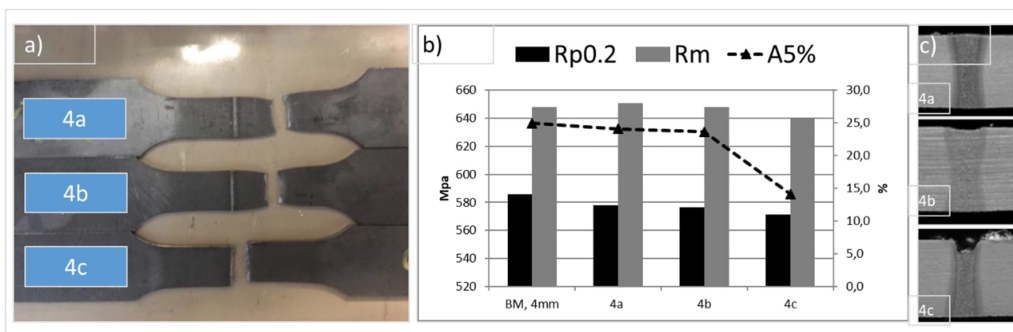 a)
4a
4b
4c
b)
Rp0.2 Rm A5%
660
640
620
600
580
560
540
520
Mpa
30,0
25,0
20,0
15,0
10,0
5,0
0,0
%
BM, 4mm 4a 4b 4c
c)
4a
4b
4c